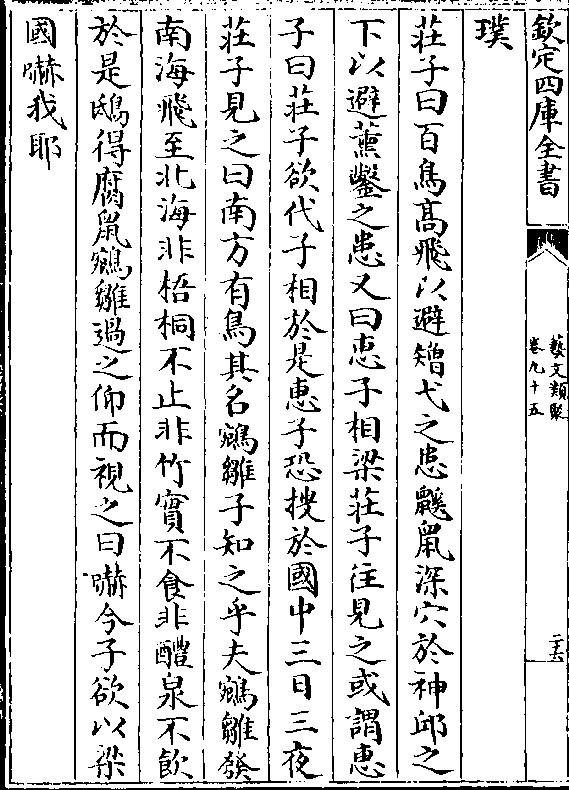 欽定四庫全書
藝文類聚
卷九十五
二六
璞
莊子曰百鳥髙飛以避矰弋之患鼷鼠深穴於神邱之
下以避薰鑿之患又曰惠子相梁莊子往見之或謂惠
子曰莊子欲代子相於是惠子恐搜於國中三日三夜
莊子見之曰南方有鳥其名鵷雛子知之乎夫鵷雛發
南海飛至北海非梧桐不止非竹實不食非醴泉不飲
於是鴟得腐鼠鵷雛過之仰而視之曰嚇今子欲以梁
國嚇我耶